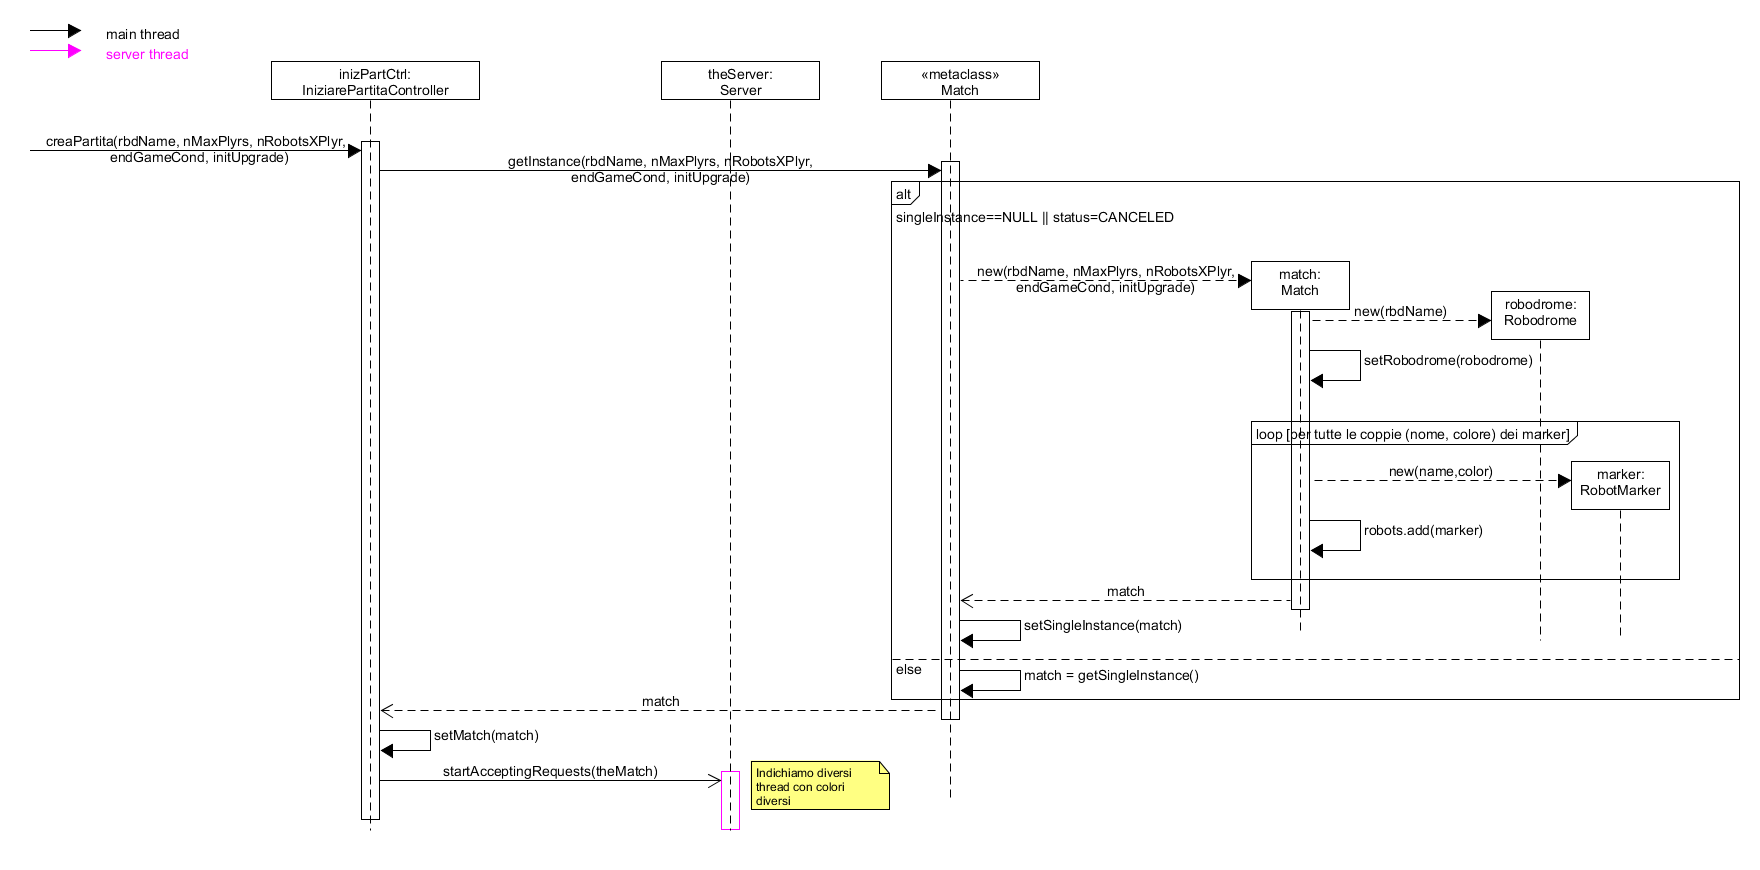 main thread
server thread
inizPartCtrl:
IniziarePartitaController
theServer:
Server
«metaclass»
Match
creaPartita(rbdName, nMaxPlyrs, nRobotsXPlyr,
endGameCond, initUpgrade)
getInstance(rbdName, nMaxPlyrs, nRobotsXPlyr,
endGameCond, initUpgrade)
alt
singleInstance==NULL || status=CANCELED
new(rbdName, nMaxPlyrs, nRobotsXPlyr,
endGameCond, initUpgrade)
match:
Match
new(rbdName)
robodrome:
Robodrome
setRobodrome(robodrome)
loop [per tutte le coppie (nome, colore) dei marker]
new(name,color)
marker:
RobotMarker
robots.add(marker)
match
setSingleInstance(match)
else
match = getSingleInstance()
match
setMatch(match)
startAcceptingRequests(theMatch)
Indichiamo diversi
thread con colori
diversi